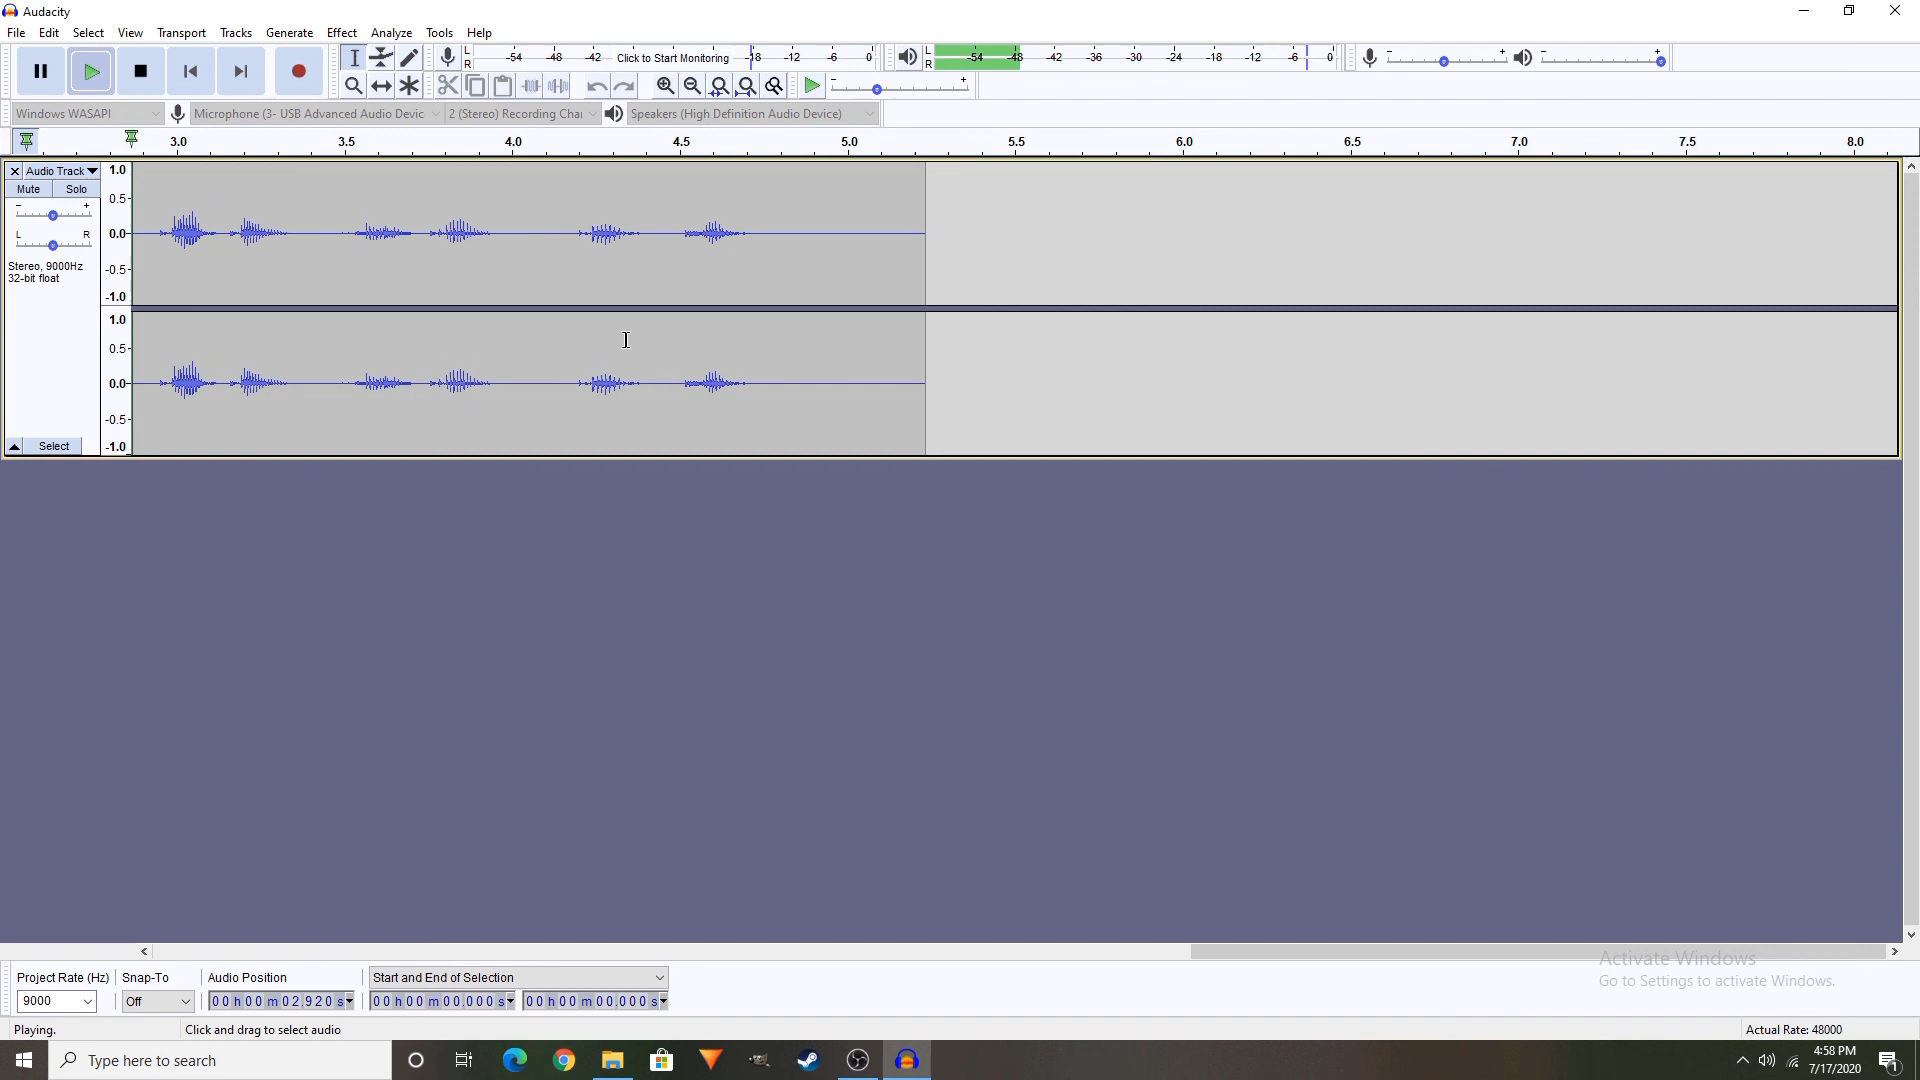 Audacity
File Edit Select View Transport Tracks Generate Effect Analyze Tools Help
L R -54 -48 -42 Click to Start Monitoring -18 -12 -6 0 L R -54 -48 -42 -36 -30 -24 -18 -12 -6 0 - + - +
- +
Windows WASAPI Microphone (3- USB Advanced Audio Devic 2 (Stereo) Recording Chai Speakers (High Definition Audio Device)
3.0 3.5 4.0 4.5 5.0 5.5 6.0 6.5 7.0 7.5 8.0
× Audio Track 1.0
Mute Solo
- + 0.5
L R 0.0
Stereo, 9000Hz -0.5
32-bit float
-1.0
1.0
0.5
0.0
-0.5
Select -1.0
Activate Windows
Go to Settings to activate Windows.
Project Rate (Hz) Snap-To Audio Position Start and End of Selection
9000 Off 00 h 00 m 02.920 s 00 h 00 m 00.000 s 00 h 00 m 00.000 s
Playing. Click and drag to select audio Actual Rate: 48000
Type here to search
4:58 PM
7/17/2020
1